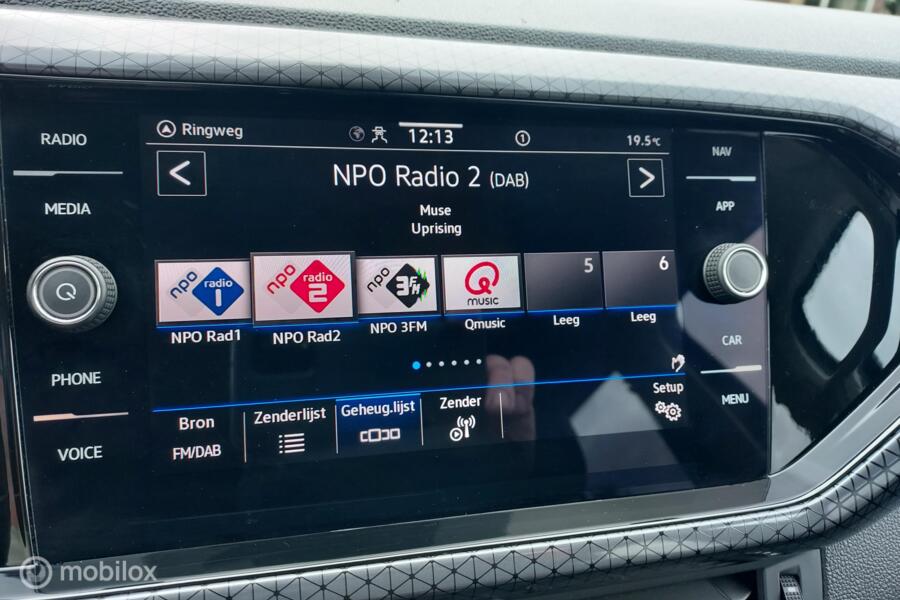 RADIO
MEDIA
PHONE
VOICE
Ringweg
12:13
1
19.5°C
NAV
APP
CAR
MENU
<
NPO Radio 2 (DAB)
>
Muse
Uprising
npo radio 1
npo radio 2
npo 3FM
Q MUSIC
5
6
NPO Rad1
NPO Rad2
NPO 3FM
Qmusic
Leeg
Leeg
Bron
FM/DAB
Zenderlijst
Geheug.lijst
Zender
Setup
mobilox